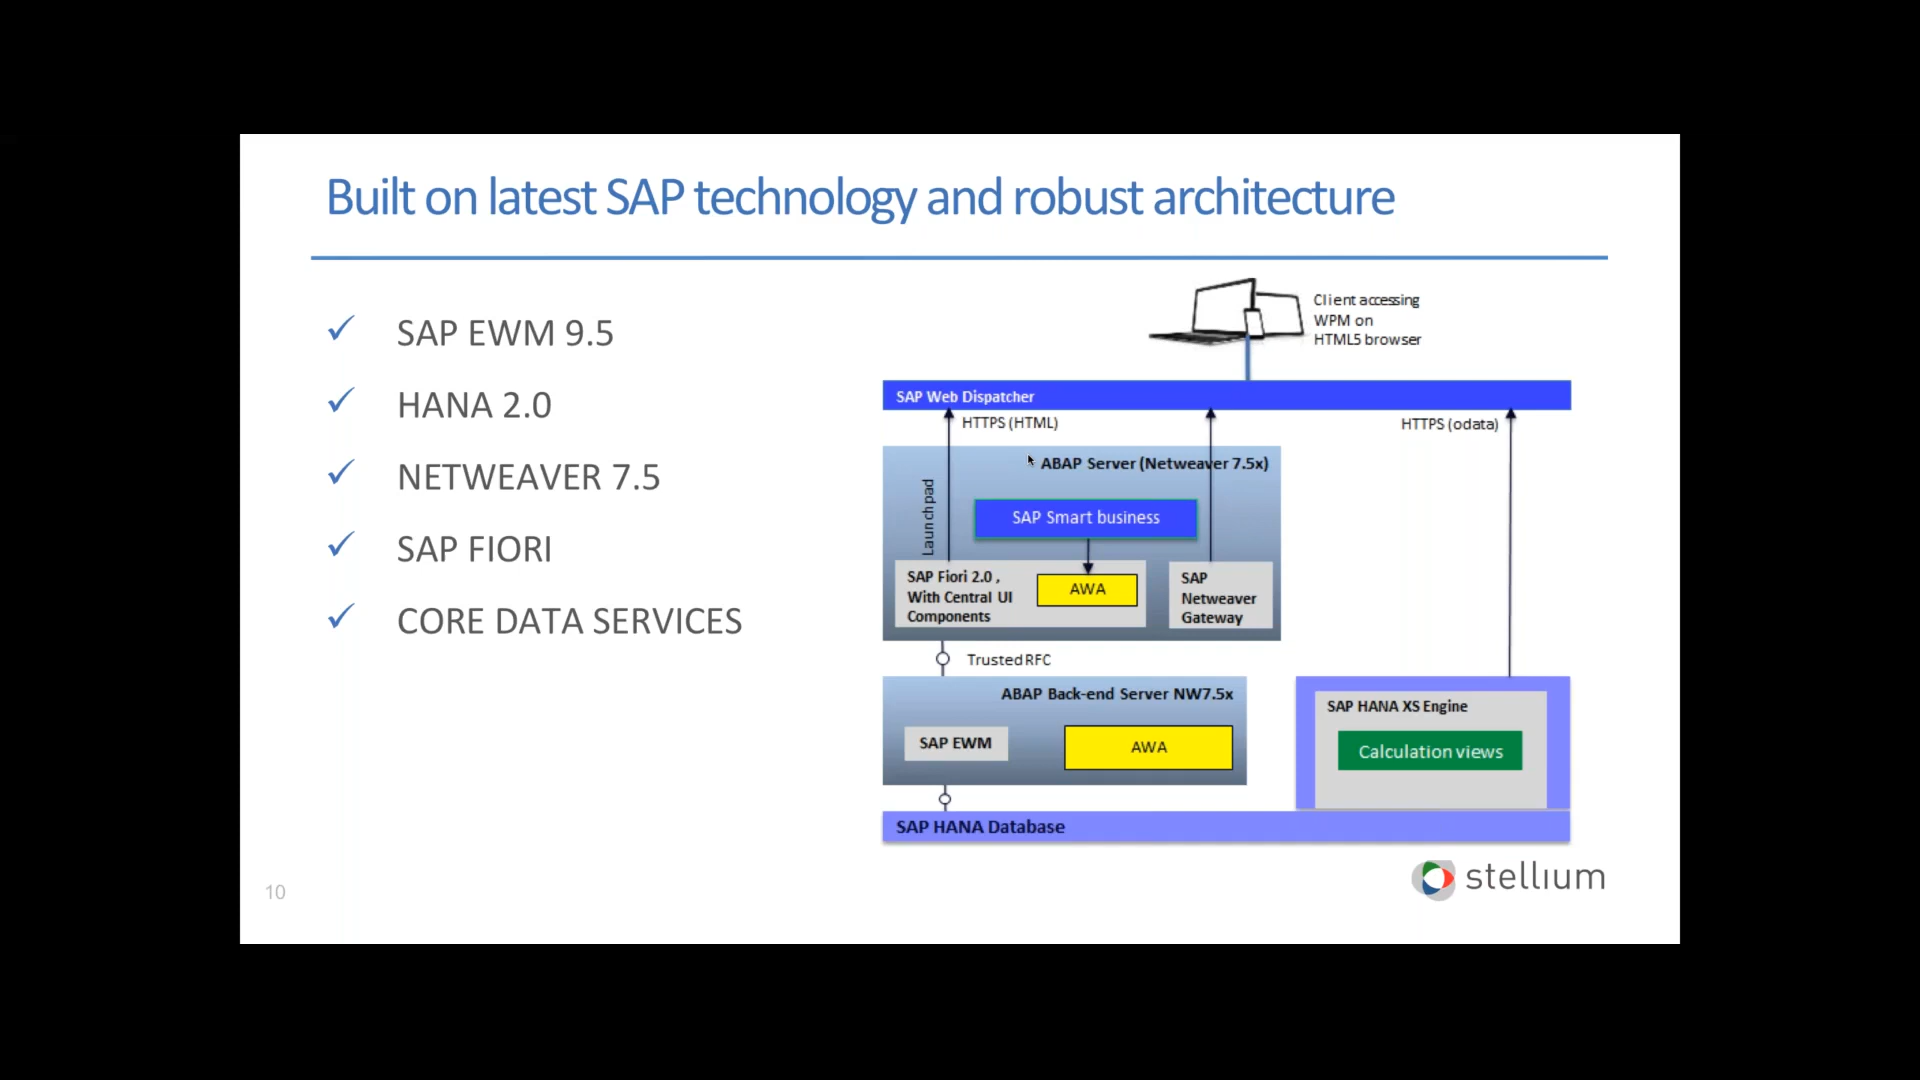 Built on latest SAP technology and robust architecture
SAP EWM 9.5
HANA 2.0
NETWEAVER 7.5
SAP FIORI
CORE DATA SERVICES
Client accessing
WPM on
HTML5 browser
SAP Web Dispatcher
HTTPS (HTML)
HTTPS (odata)
ABAP Server (Netweaver 7.5x)
Launchpad
SAP Smart business
SAP Fiori 2.0 ,
With Central UI
Components
AWA
SAP
Netweaver
Gateway
Trusted RFC
ABAP Back-end Server NW7.5x
SAP EWM
AWA
SAP HANA XS Engine
Calculation views
SAP HANA Database
10
stellium